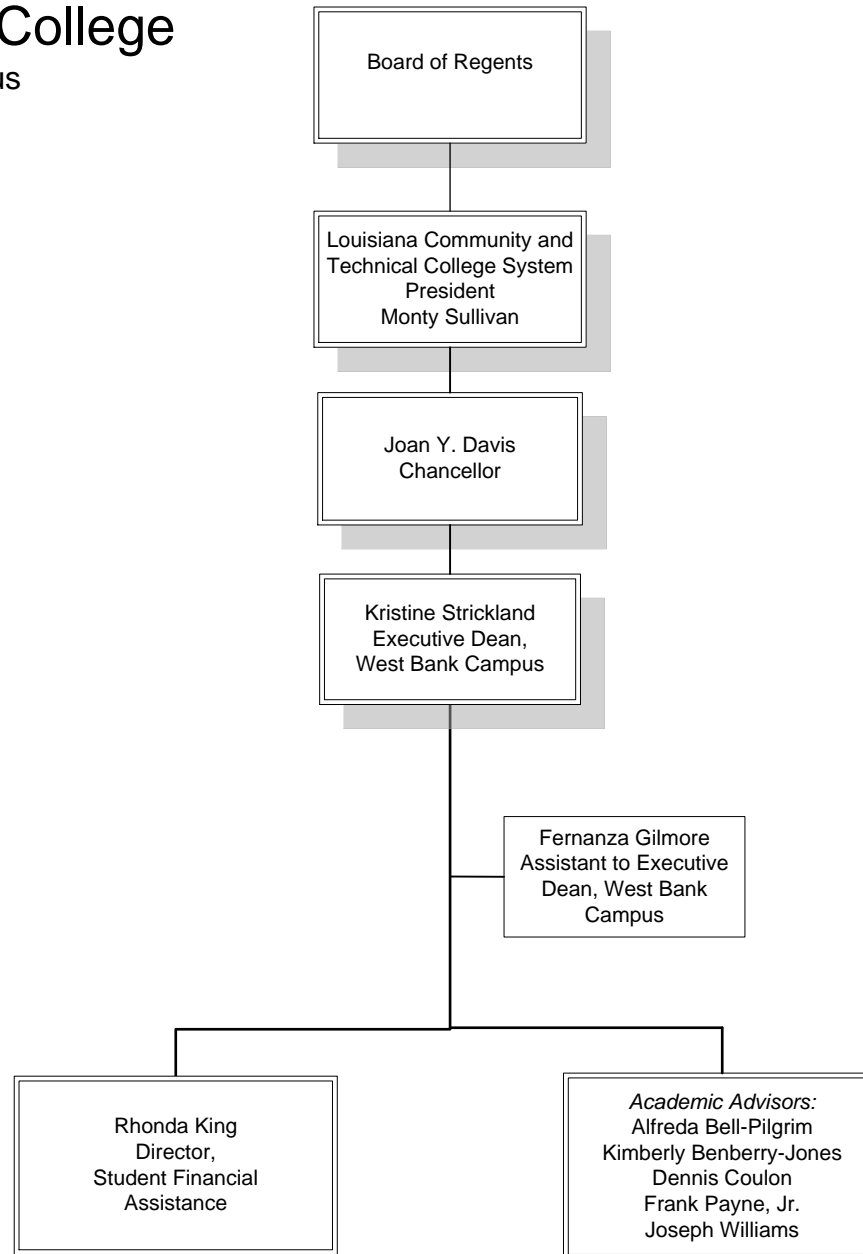 College
us
Board of Regents
Louisiana Community and
Technical College System
President
Monty Sullivan
Joan Y. Davis
Chancellor
Kristine Strickland
Executive Dean,
West Bank Campus
Fernanza Gilmore
Assistant to Executive
Dean, West Bank
Campus
Rhonda King
Director,
Student Financial
Assistance
Academic Advisors:
Alfreda Bell-Pilgrim
Kimberly Benberry-Jones
Dennis Coulon
Frank Payne, Jr.
Joseph Williams